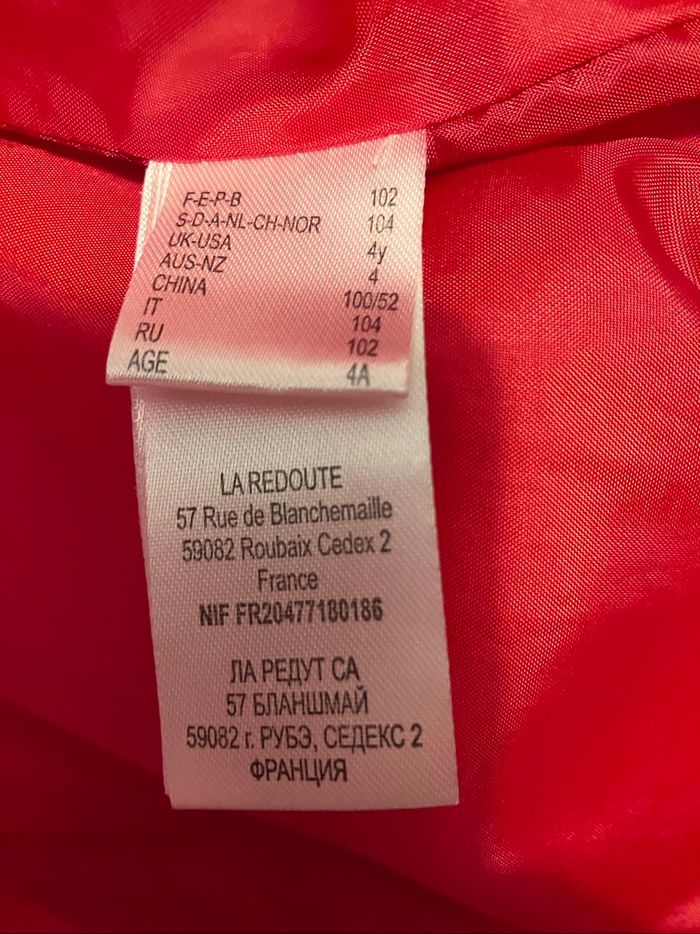 F-E-P-B 102
S-D-A-NL-CH-NOR 104
UK-USA 4y
AUS-NZ 4
CHINA 100/52
IT 104
RU 102
AGE 4A
LA REDOUTE
57 Rue de Blanchemaille
59082 Roubaix Cedex 2
France
NIF FR20477180186
ЛА РЕДУТ СА
57 БЛАНШМАЙ
59082 г. РУБЭ, СЕДЕКС 2
ФРАНЦИЯ